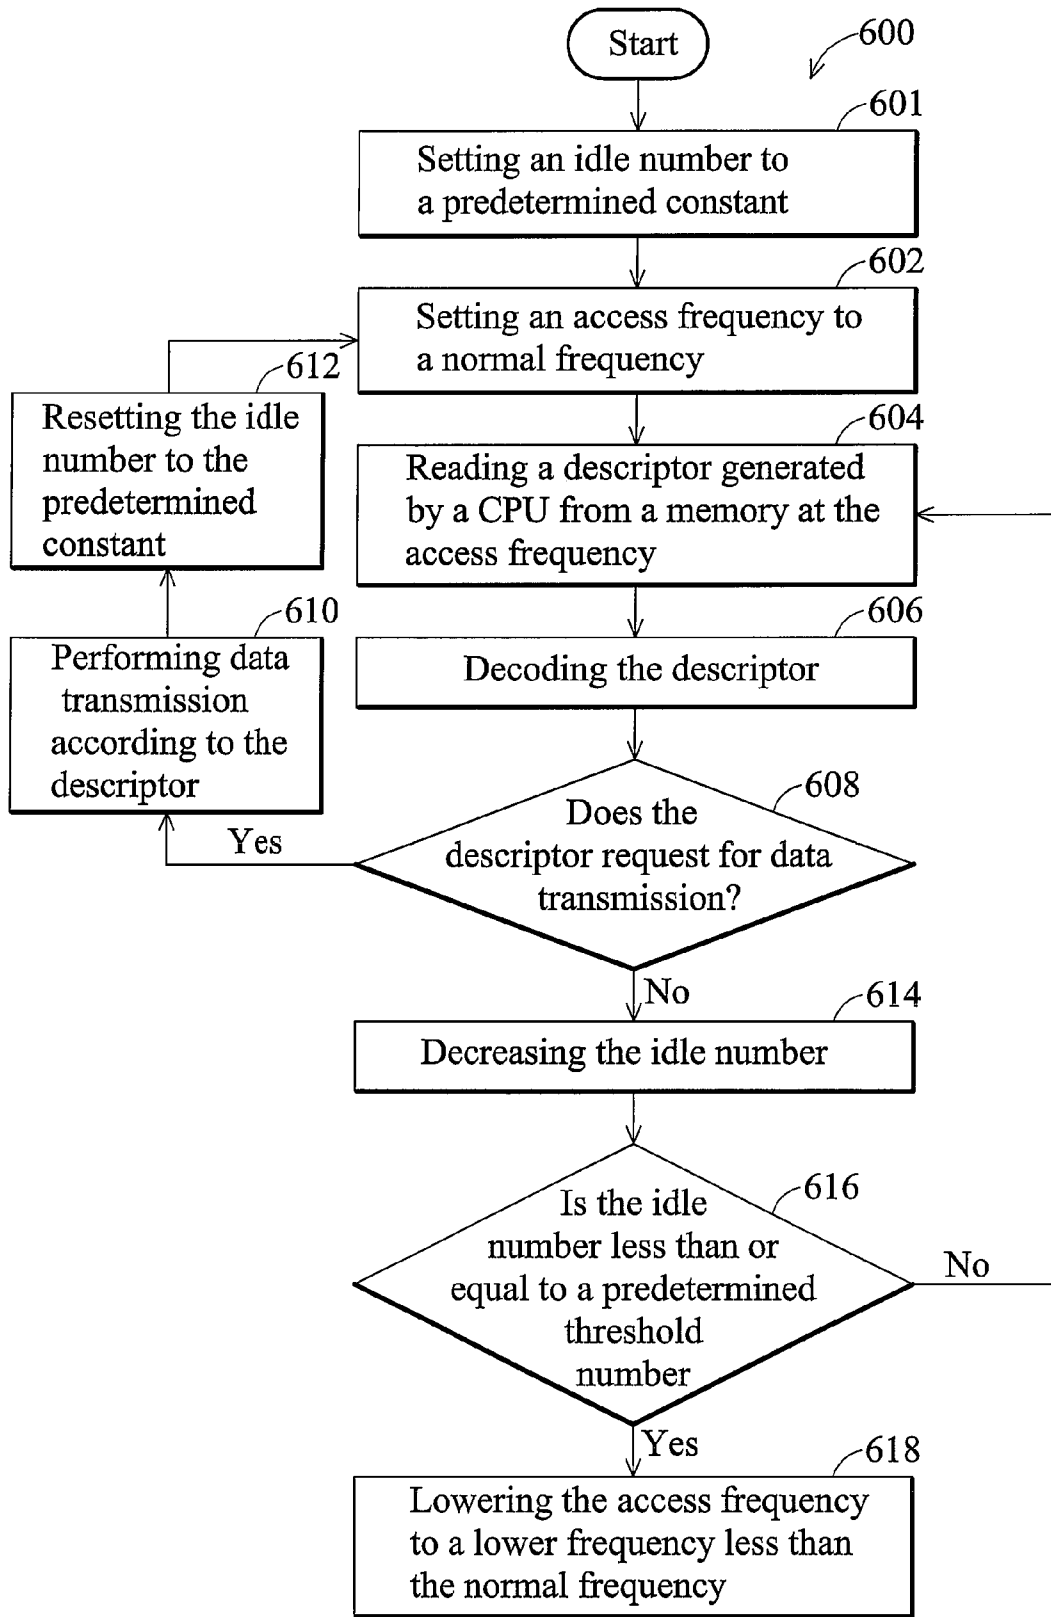 Start
600
601
Setting an idle number to
a predetermined constant
602
Setting an access frequency to
a normal frequency
612
Resetting the idle
number to the
predetermined
constant
604
Reading a descriptor generated
by a CPU from a memory at the
access frequency
610
Performing data
transmission
according to the
descriptor
606
Decoding the descriptor
608
Does the
descriptor request for data
transmission?
Yes
No
614
Decreasing the idle number
616
Is the idle
number less than or
equal to a predetermined
threshold
number
No
Yes
618
Lowering the access frequency
to a lower frequency less than
the normal frequency